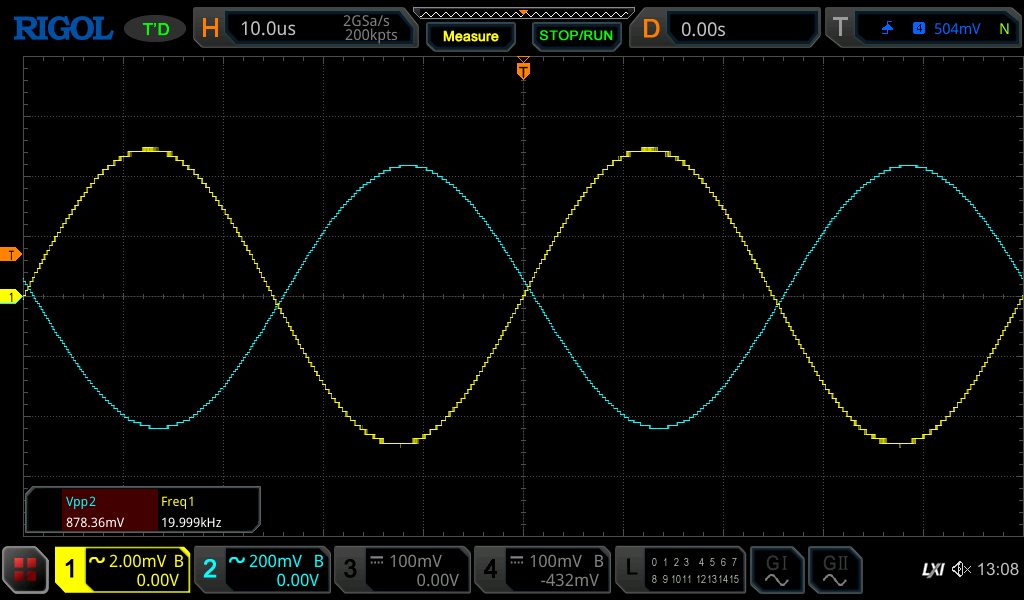 RIGOL T'D H 10.0us 2GSa/s 200kpts Measure STOP/RUN D 0.00s T 4 504mV N
T
T
1
Vpp2 Freq1
878.36mV 19.999kHz
1 2.00mV B 0.00V
2 200mV B 0.00V
3 100mV 0.00V
4 100mV B -432mV
L 0 1 2 3 4 5 6 7
8 9 10 11 12 13 14 15
GI GII
LXI 13:08